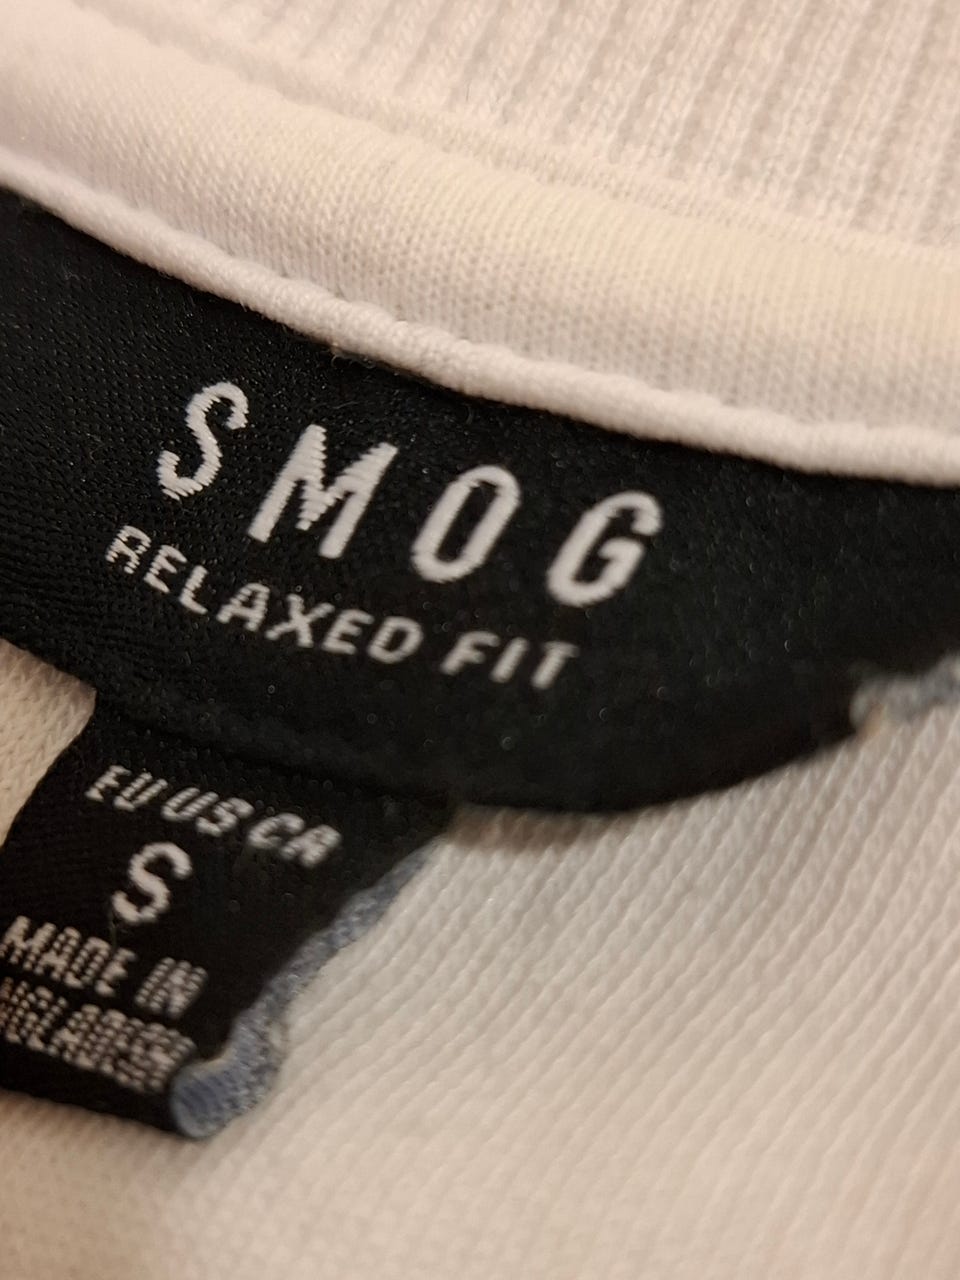 SMOG
RELAXED FIT
EU US CA
S
MADE IN